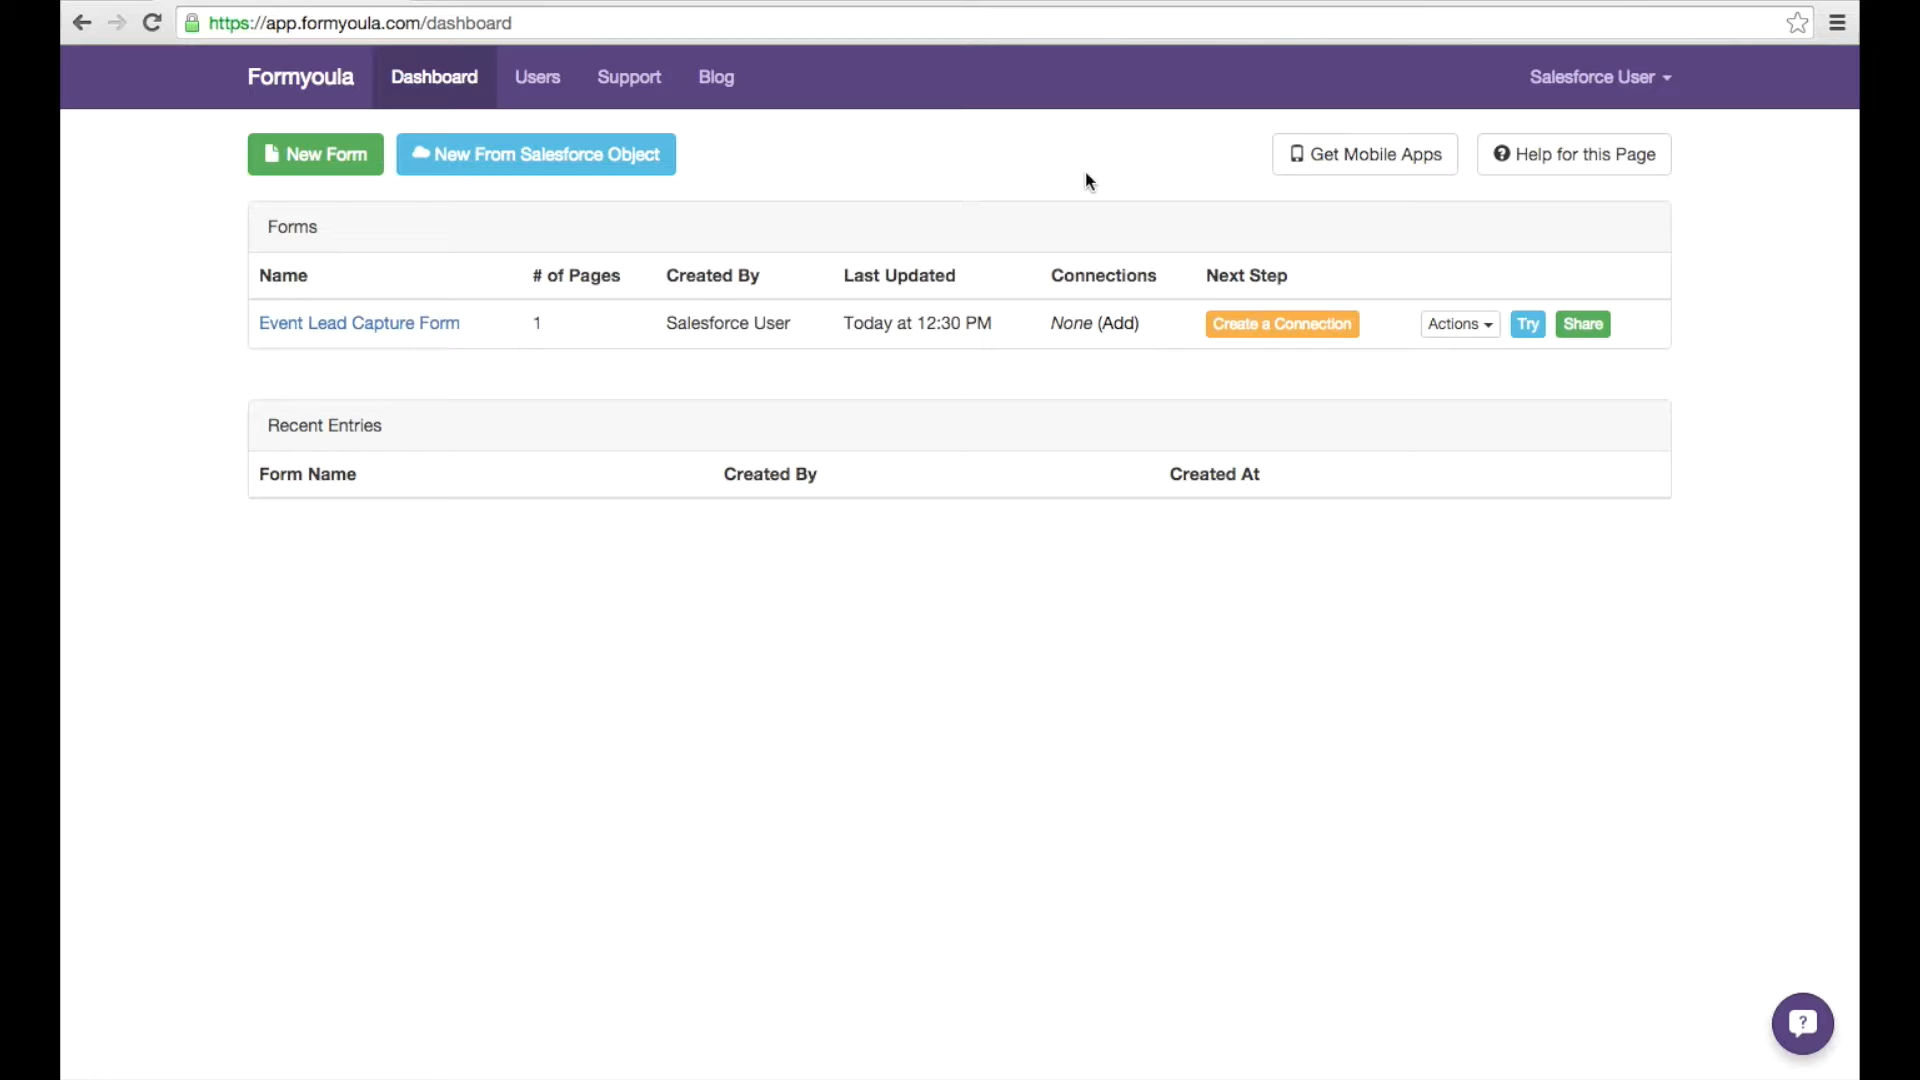 https://app.formyoula.com/dashboard
Formyoula Dashboard Users Support Blog Salesforce User
New Form New From Salesforce Object Get Mobile Apps Help for this Page
Forms
Name # of Pages Created By Last Updated Connections Next Step
Event Lead Capture Form 1 Salesforce User Today at 12:30 PM None (Add) Create a Connection Actions Try Share
Recent Entries
Form Name Created By Created At